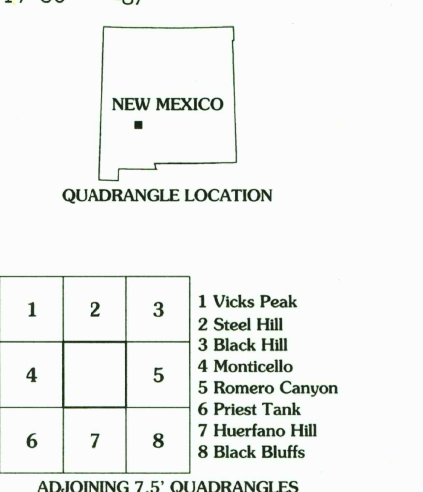 NEW MEXICO
QUADRANGLE LOCATION
1 2 3
4 5
6 7 8
1 Vicks Peak
2 Steel Hill
3 Black Hill
4 Monticello
5 Romero Canyon
6 Priest Tank
7 Huerfano Hill
8 Black Bluffs
ADJOINING 7.5' QUADRANGLES